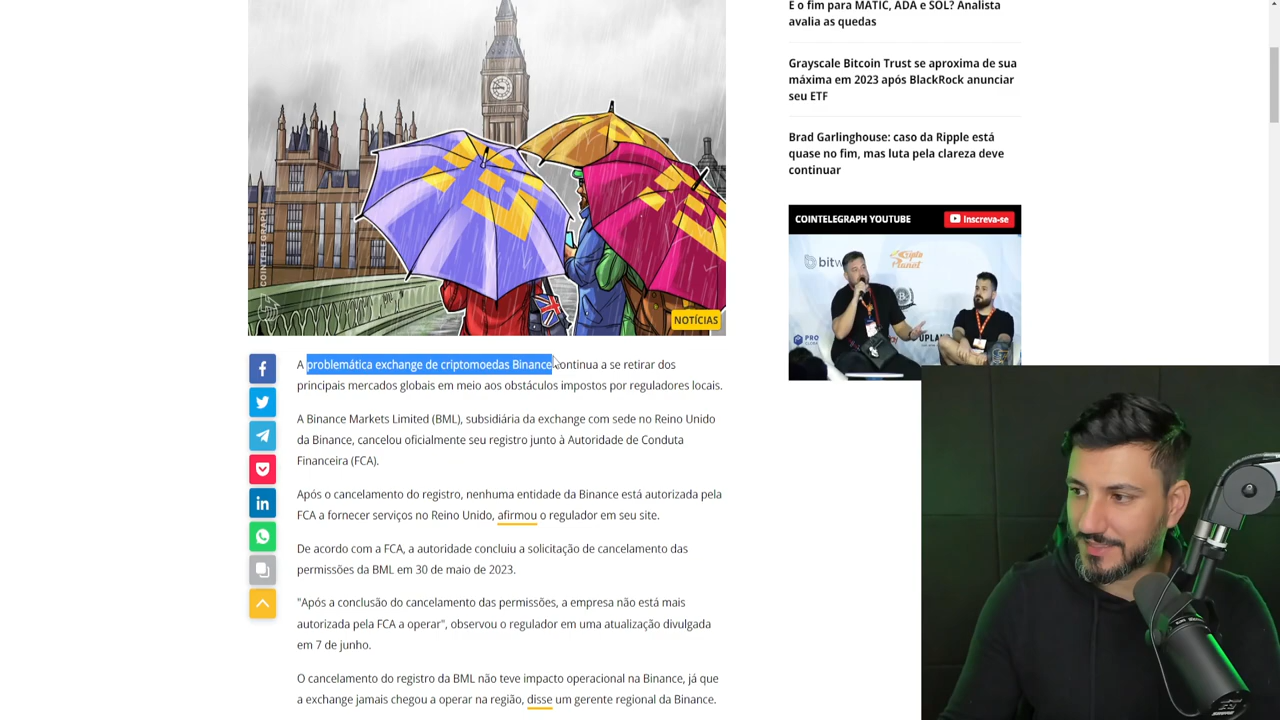 E o fim para MATIC, ADA e SOL? Analista
avalia as quedas
Grayscale Bitcoin Trust se aproxima de sua
máxima em 2023 após BlackRock anunciar
seu ETF
Brad Garlinghouse: caso da Ripple está
quase no fim, mas luta pela clareza deve
continuar
COINTELEGRAPH YOUTUBE
Inscreva-se
bitw
Cripto
Planet
PRO
UPLAND
COINTELEGRAPH
NOTÍCIAS
A problemática exchange de criptomoedas Binance continua a se retirar dos
principais mercados globais em meio aos obstáculos impostos por reguladores locais.
A Binance Markets Limited (BML), subsidiária da exchange com sede no Reino Unido
da Binance, cancelou oficialmente seu registro junto à Autoridade de Conduta
Financeira (FCA).
Após o cancelamento do registro, nenhuma entidade da Binance está autorizada pela
FCA a fornecer serviços no Reino Unido, afirmou o regulador em seu site.
De acordo com a FCA, a autoridade concluiu a solicitação de cancelamento das
permissões da BML em 30 de maio de 2023.
"Após a conclusão do cancelamento das permissões, a empresa não está mais
autorizada pela FCA a operar", observou o regulador em uma atualização divulgada
em 7 de junho.
O cancelamento do registro da BML não teve impacto operacional na Binance, já que
a exchange jamais chegou a operar na região, disse um gerente regional da Binance.